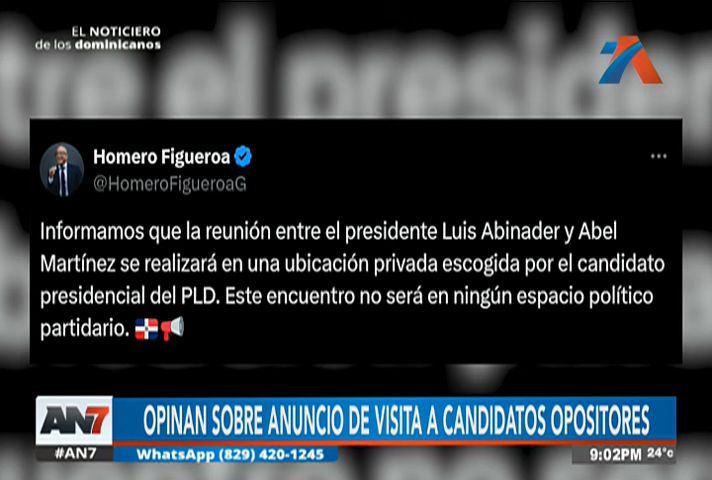 EL NOTICIERO
de los dominicanos
tre el presiden
Homero Figueroa
@HomeroFigueroaG
Informamos que la reunión entre el presidente Luis Abinader y Abel
Martínez se realizará en una ubicación privada escogida por el candidato
presidencial del PLD. Este encuentro no será en ningún espacio político
partidario.
AN7
OPINAN SOBRE ANUNCIO DE VISITA A CANDIDATOS OPOSITORES
#AN7
WhatsApp (829) 420-1245
9:02PM 24°c